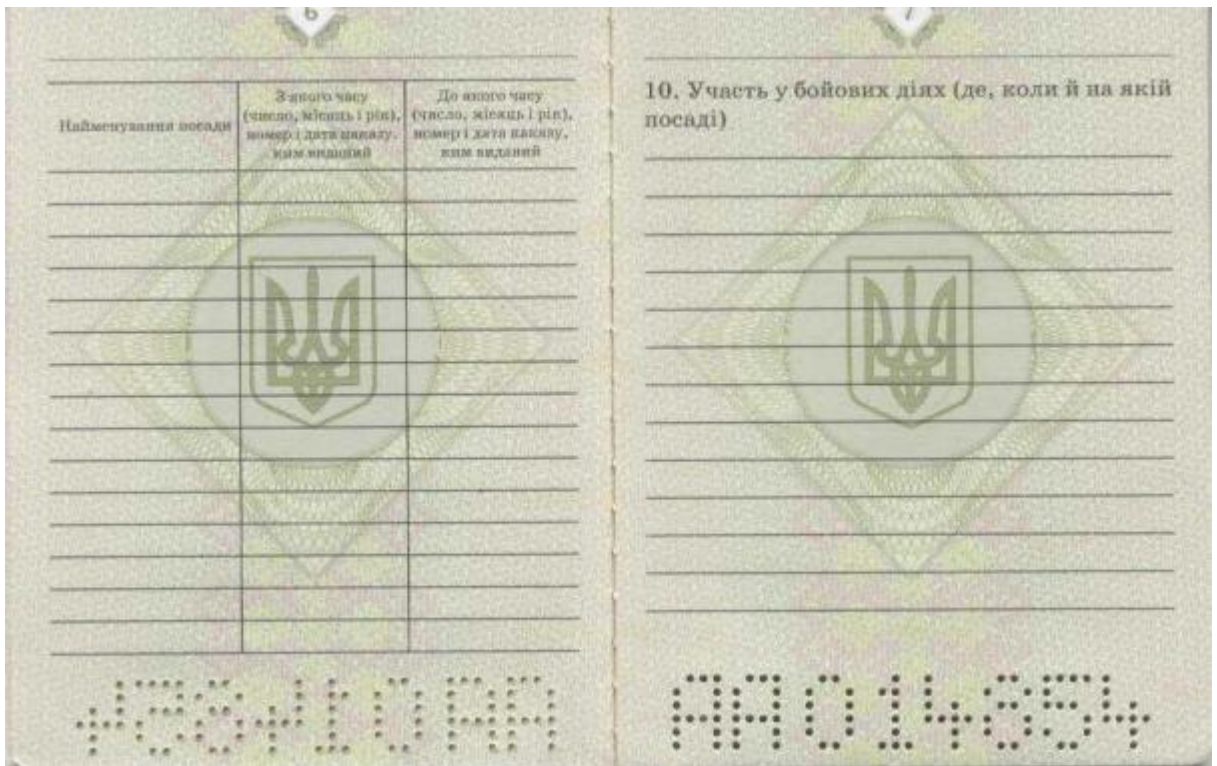 6
Найменування посади
З якого часу
(число, місяць і рік),
номер і дата наказу,
ким виданий
До якого часу
(число, місяць і рік),
номер і дата наказу,
ким виданий
7
10. Участь у бойових діях (де, коли й на якій
посаді)
АА014654